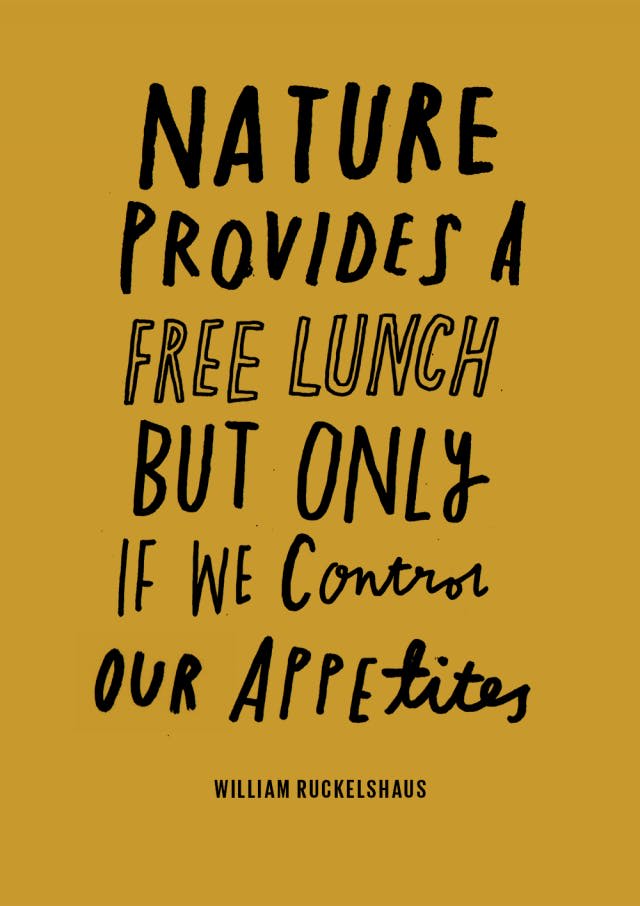 NATURE
PROVIDES A
FREE LUNCH
BUT ONLY
IF WE Control
OUR APPEtites
WILLIAM RUCKELSHAUS